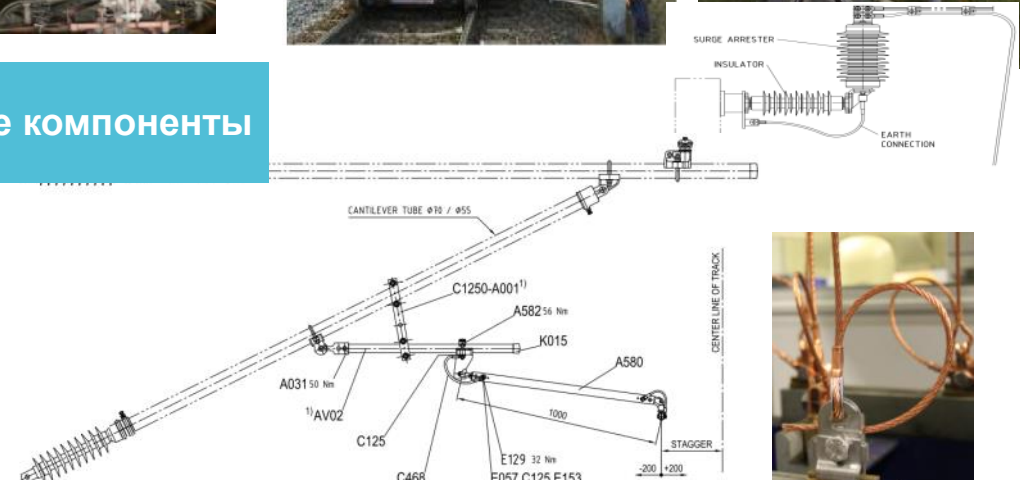 SURGE ARRESTER
INSULATOR
EARTH
CONNECTION
е компоненты
CANTILEVER TUBE Ø70 / Ø55
CENTER LINE OF TRACK
C1250-A001¹⁾
A582 56 Nm
K015
A580
A031 50 Nm
¹⁾AV02
1000
C125
STAGGER
E129 32 Nm
-200 +200
C468
E057 C125 E153